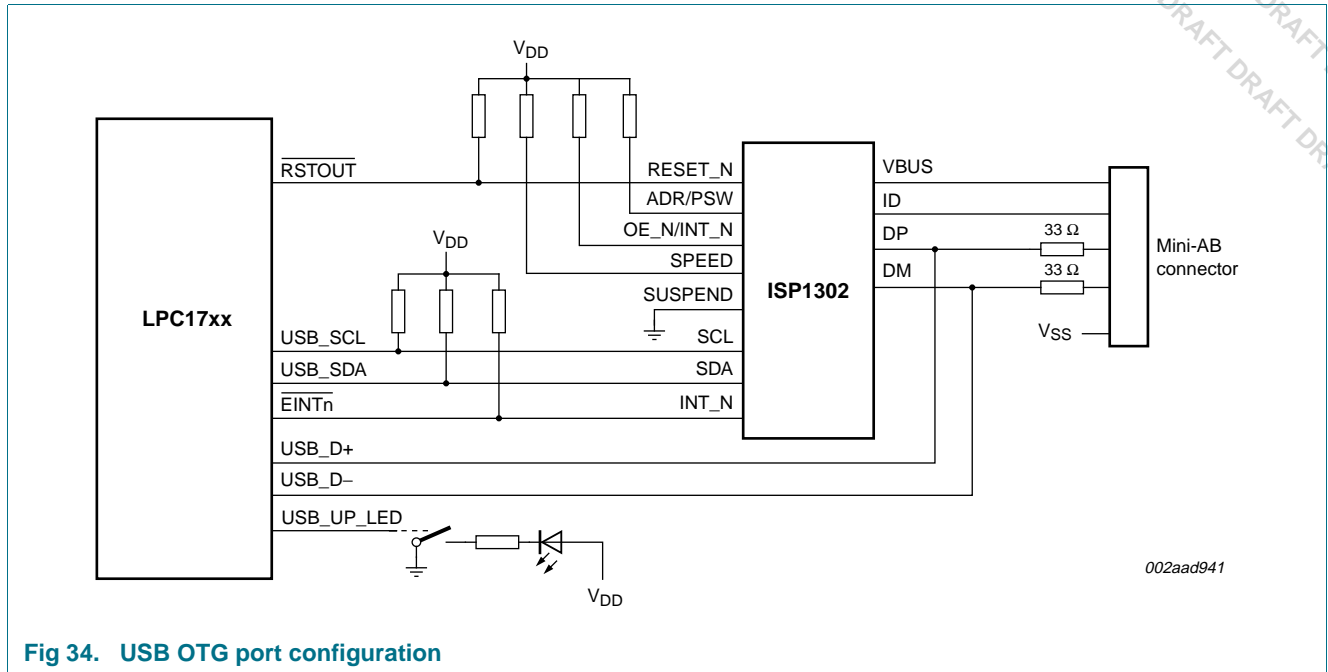 DRAFT DRAFT DRA
DRAFT
VDD
RSTOUT
RESET_N
ADR/PSW
OE_N/INT_N
SPEED
SUSPEND
SCL
SDA
INT_N
VDD
LPC17xx
USB_SCL
USB_SDA
EINTn
USB_D+
USB_D−
USB_UP_LED
VDD
ISP1302
VBUS
ID
DP
DM
33 Ω
33 Ω
VSS
Mini-AB
connector
002aad941
Fig 34. USB OTG port configuration